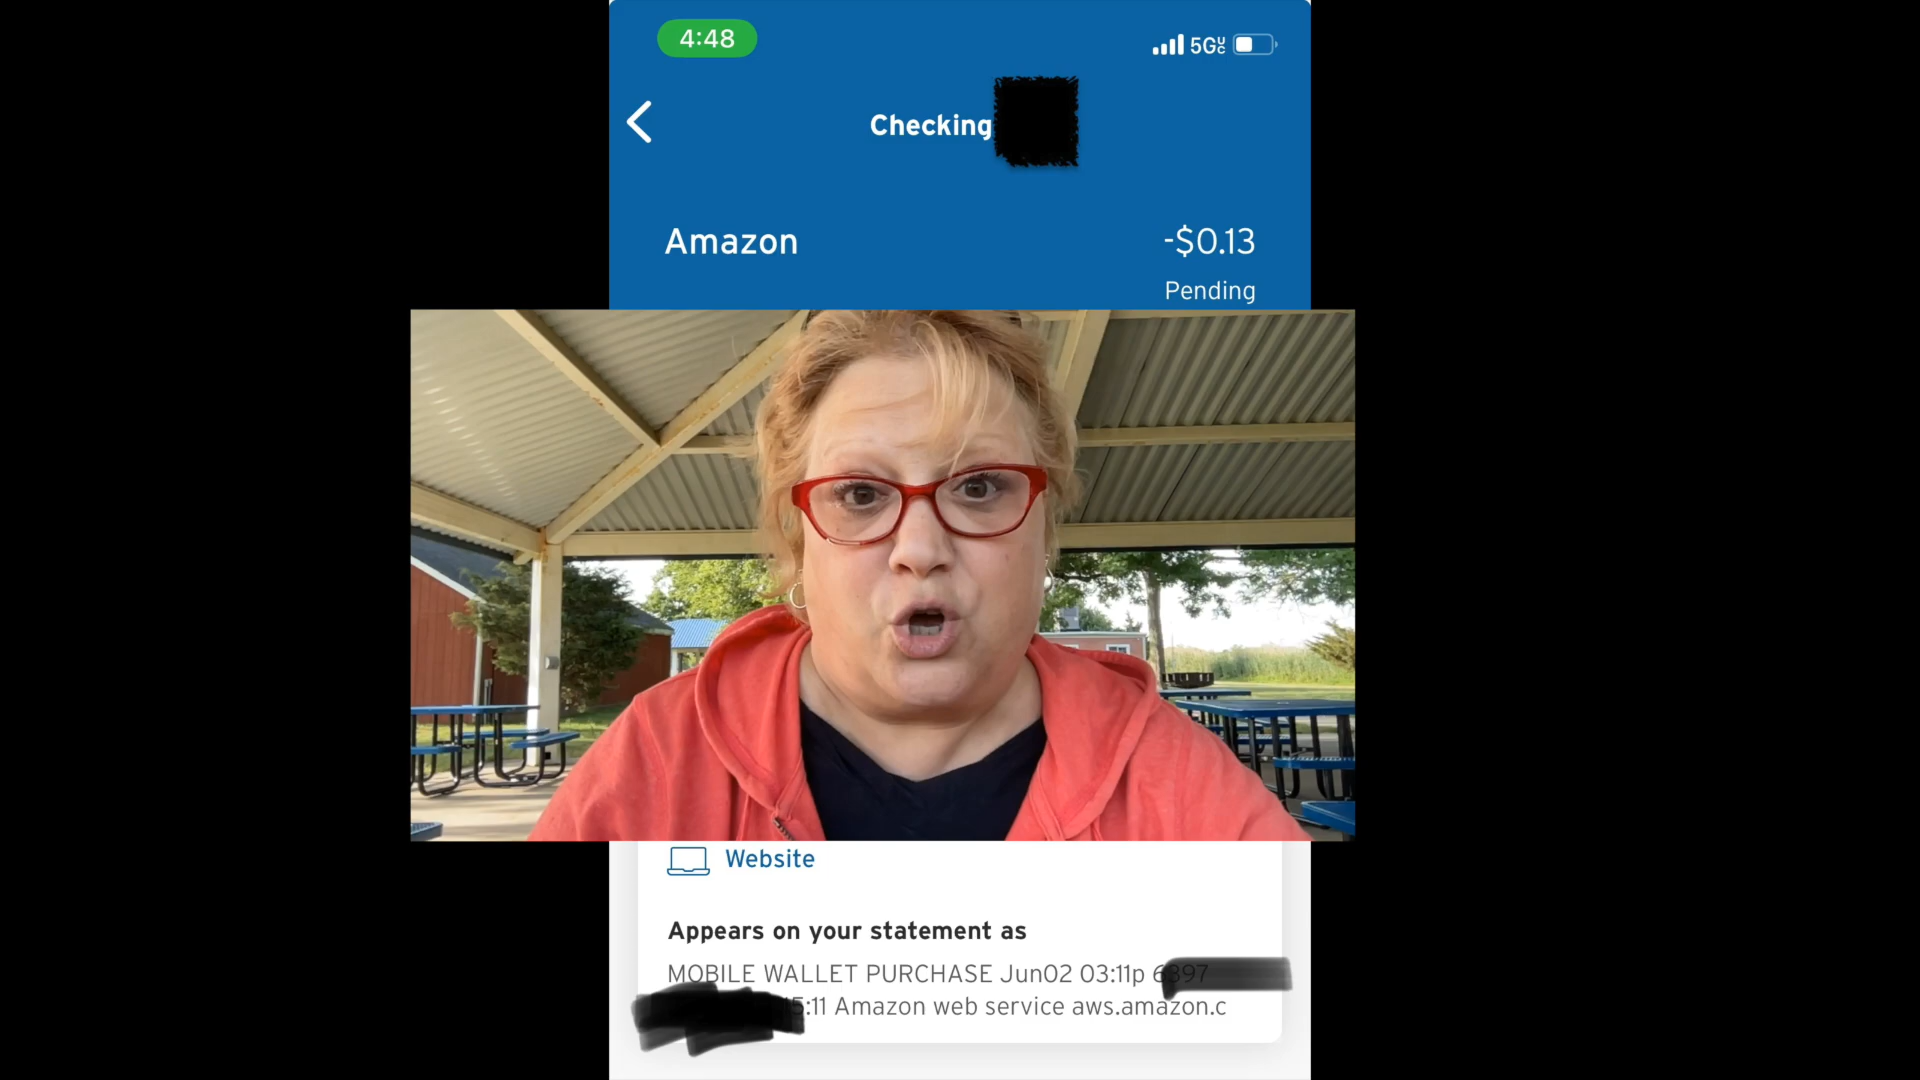 4:48
5G
Checking
Amazon
-$0.13
Pending
Website
Appears on your statement as
MOBILE WALLET PURCHASE Jun02 03:11p
5:11 Amazon web service aws.amazon.c